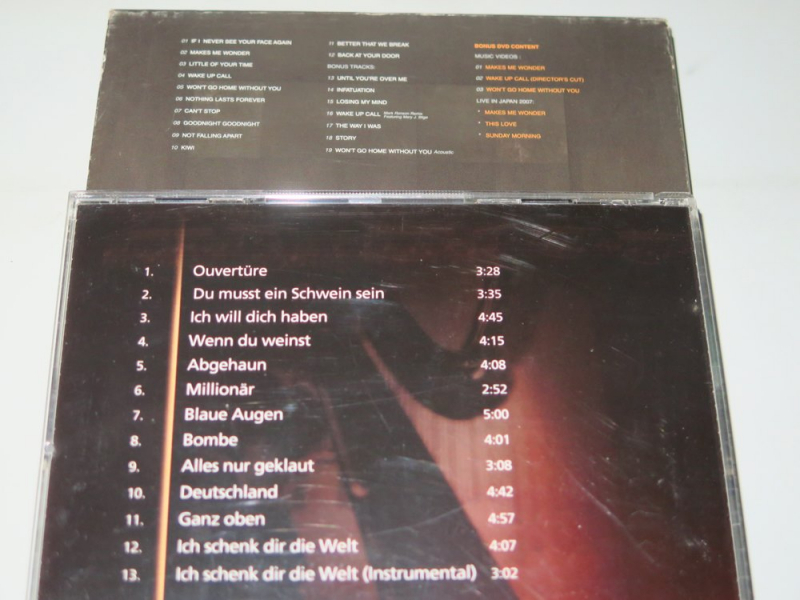 01 IF I NEVER SEE YOUR FACE AGAIN
02 MAKES ME WONDER
03 LITTLE OF YOUR TIME
04 WAKE UP CALL
05 WON'T GO HOME WITHOUT YOU
06 NOTHING LASTS FOREVER
07 CAN'T STOP
08 GOODNIGHT GOODNIGHT
09 NOT FALLING APART
10 KIWI
11 BETTER THAT WE BREAK
12 BACK AT YOUR DOOR
BONUS TRACKS:
13 UNTIL YOU'RE OVER ME
14 INFATUATION
15 LOSING MY MIND
16 WAKE UP CALL Mark Ronson Remix
Featuring Mary J. Blige
17 THE WAY I WAS
18 STORY
19 WON'T GO HOME WITHOUT YOU Acoustic
BONUS DVD CONTENT
MUSIC VIDEOS :
01 MAKES ME WONDER
02 WAKE UP CALL (DIRECTOR'S CUT)
03 WON'T GO HOME WITHOUT YOU
LIVE IN JAPAN 2007:
* MAKES ME WONDER
* THIS LOVE
* SUNDAY MORNING
1. Ouvertüre 3:28
2. Du musst ein Schwein sein 3:35
3. Ich will dich haben 4:45
4. Wenn du weinst 4:15
5. Abgehaun 4:08
6. Millionär 2:52
7. Blaue Augen 5:00
8. Bombe 4:01
9. Alles nur geklaut 3:08
10. Deutschland 4:42
11. Ganz oben 4:57
12. Ich schenk dir die Welt 4:07
13. Ich schenk dir die Welt (Instrumental) 3:02